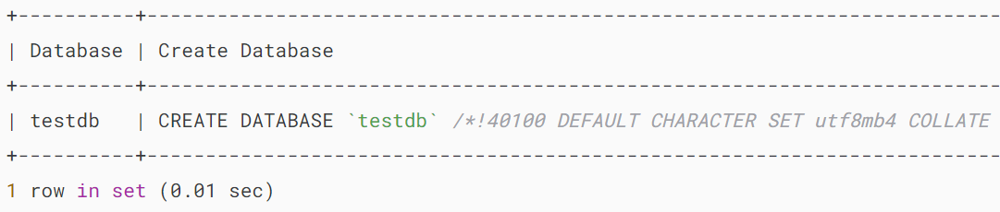 +----------+--------------------------------------------------------------------------
| Database | Create Database
+----------+--------------------------------------------------------------------------
| testdb   | CREATE DATABASE `testdb` /*!40100 DEFAULT CHARACTER SET utf8mb4 COLLATE
+----------+--------------------------------------------------------------------------
1 row in set (0.01 sec)